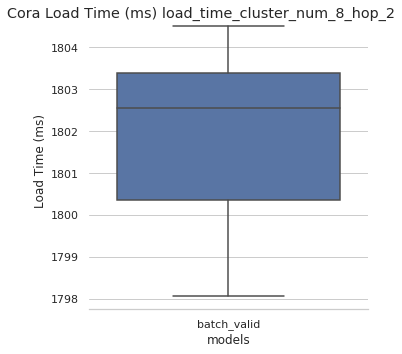 Cora Load Time (ms) load_time_cluster_num_8_hop_2
1804
1803
1802
1801
1800
1799
1798
Load Time (ms)
batch_valid
models